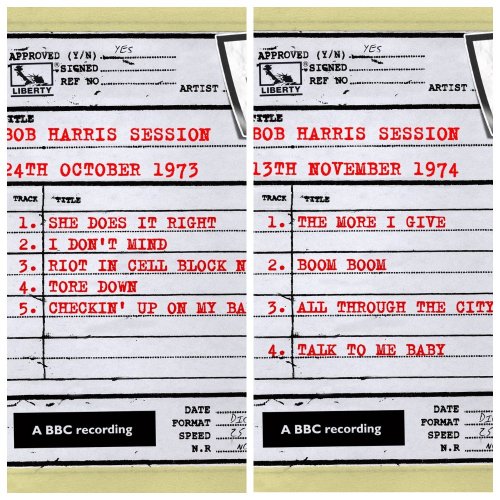 APPROVED (Y/N) YES
SIGNED
REF NO
LIBERTY
ARTIST
TITLE
BOB HARRIS SESSION
24TH OCTOBER 1973
TRACK TITLE
1. SHE DOES IT RIGHT
2. I DON'T MIND
3. RIOT IN CELL BLOCK N
4. TORE DOWN
5. CHECKIN' UP ON MY BA
A BBC recording
DATE
FORMAT
SPEED
N.R
APPROVED (Y/N) YES
SIGNED
REF NO
LIBERTY
ARTIST
TITLE
BOB HARRIS SESSION
13TH NOVEMBER 1974
TRACK TITLE
1. THE MORE I GIVE
2. BOOM BOOM
3. ALL THROUGH THE CITY
4. TALK TO ME BABY
A BBC recording
DATE
FORMAT
SPEED
N.R